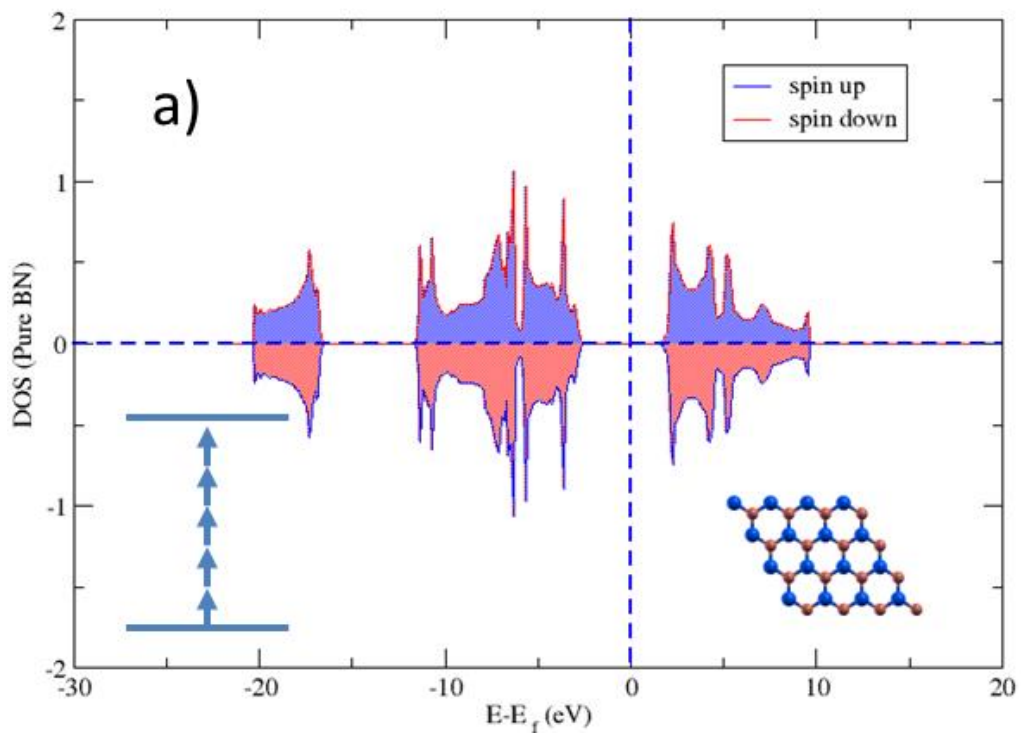 a)
spin up
spin down
DOS (Pure BN)
2
1
0
-1
-2
-30
-20
-10
0
10
20
E-E_f (eV)